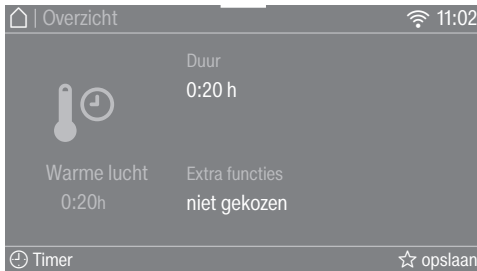 | Overzicht 11:02
Duur
0:20 h
Warme lucht
0:20h
Extra functies
niet gekozen
Timer opslaan